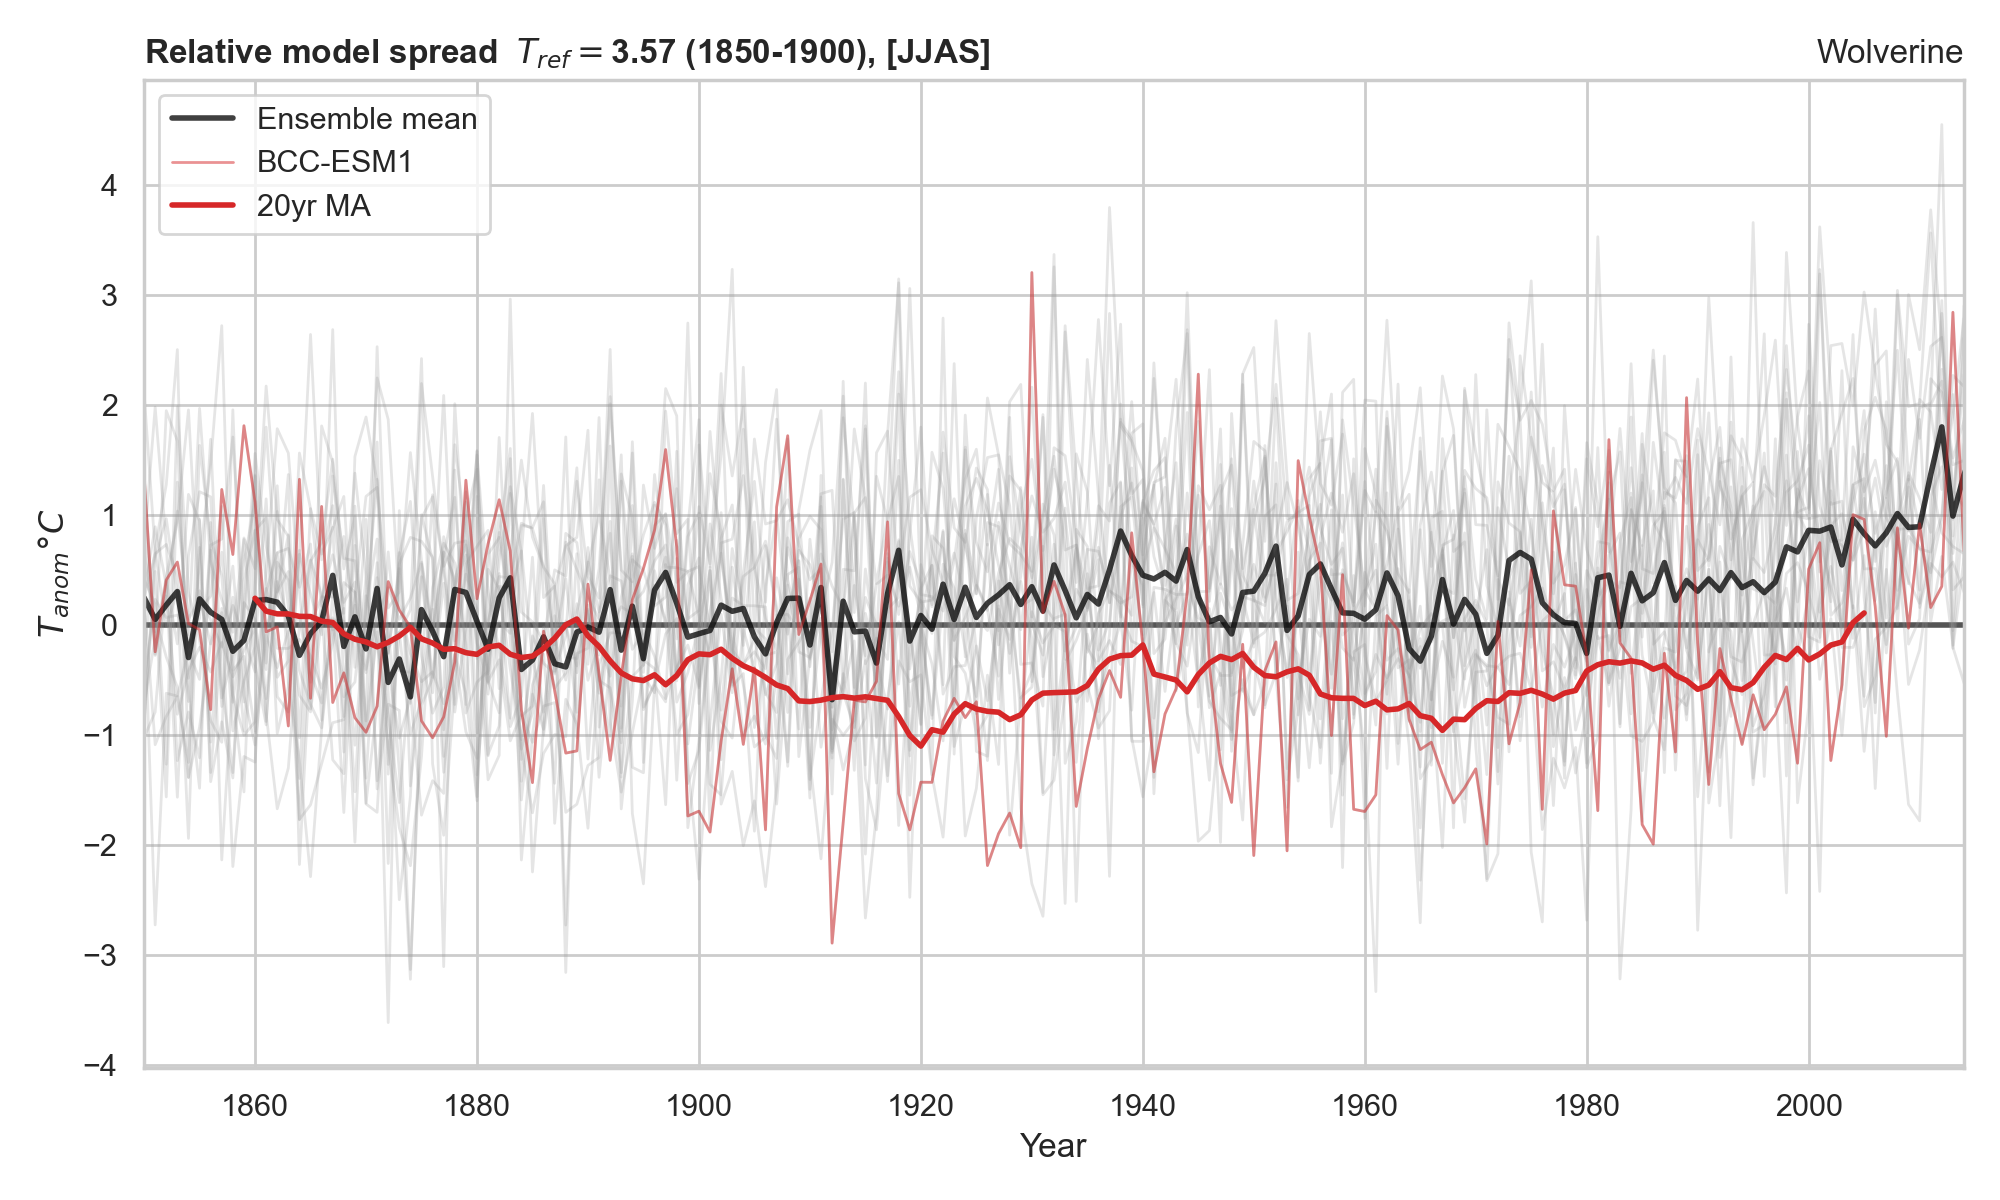 Relative model spread T_ref = 3.57 (1850-1900), [JJAS]
Wolverine
Ensemble mean
BCC-ESM1
20yr MA
4
3
2
1
0
−1
−2
−3
−4
T_anom °C
1860 1880 1900 1920 1940 1960 1980 2000
Year